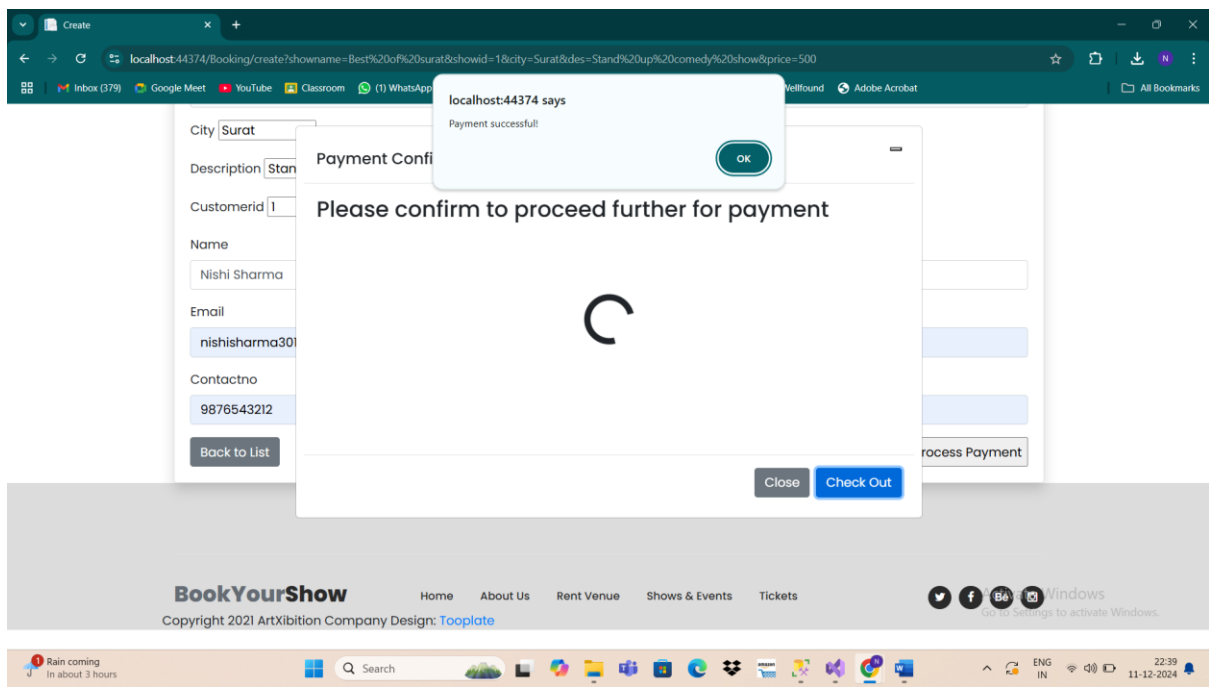 Create
localhost:44374/Booking/create?showname=Best%20of%20surat&showid=1&city=Surat&des=Stand%20up%20comedy%20show&price=500
N
Inbox (379) Google Meet YouTube Classroom (1) WhatsApp Wellfound Adobe Acrobat All Bookmarks
localhost:44374 says
Payment successful!
OK
City Surat
Description Stan
Customerid 1
Name
Nishi Sharma
Email
nishisharma301
Contactno
9876543212
Back to List
Payment Confi
Please confirm to proceed further for payment
Close Check Out
rocess Payment
BookYourShow
Home About Us Rent Venue Shows & Events Tickets
Copyright 2021 ArtXibition Company Design: Tooplate
Activate Windows
Go to Settings to activate Windows.
1
Rain coming
In about 3 hours
Search
ENG
IN
22:39
11-12-2024